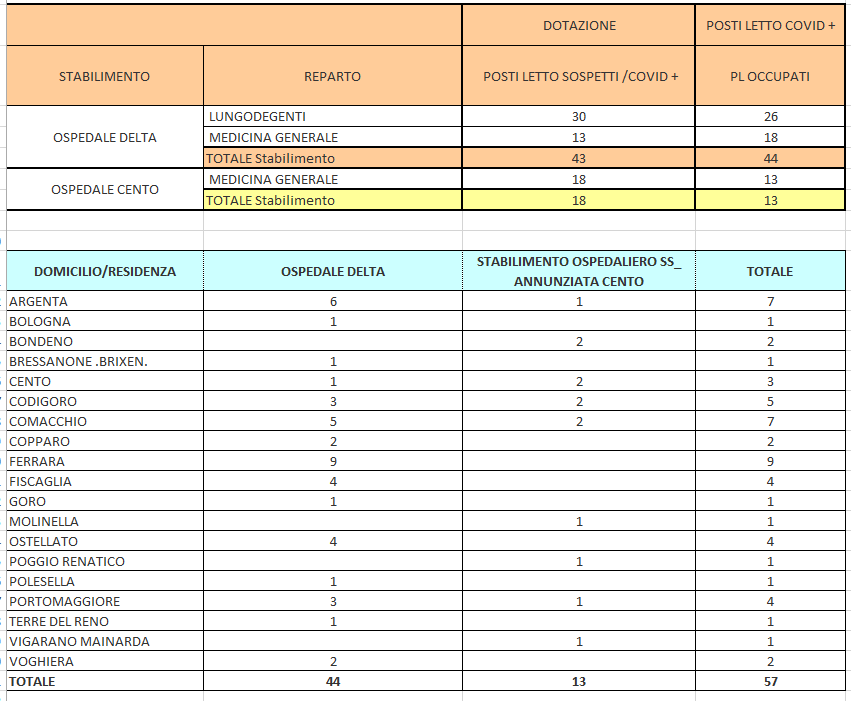 DOTAZIONE POSTI LETTO COVID +
STABILIMENTO REPARTO POSTI LETTO SOSPETTI /COVID + PL OCCUPATI
OSPEDALE DELTA
LUNGODEGENTI 30 26
MEDICINA GENERALE 13 18
TOTALE Stabilimento 43 44
OSPEDALE CENTO
MEDICINA GENERALE 18 13
TOTALE Stabilimento 18 13
DOMICILIO/RESIDENZA OSPEDALE DELTA STABILIMENTO OSPEDALIERO SS_
ANNUNZIATA CENTO TOTALE
ARGENTA 6 1 7
BOLOGNA 1 1
BONDENO 2 2
BRESSANONE .BRIXEN. 1 1
CENTO 1 2 3
CODIGORO 3 2 5
COMACCHIO 5 2 7
COPPARO 2 2
FERRARA 9 9
FISCAGLIA 4 4
GORO 1 1
MOLINELLA 1 1
OSTELLATO 4 4
POGGIO RENATICO 1 1
POLESELLA 1 1
PORTOMAGGIORE 3 1 4
TERRE DEL RENO 1 1
VIGARANO MAINARDA 1 1
VOGHIERA 2 2
TOTALE 44 13 57